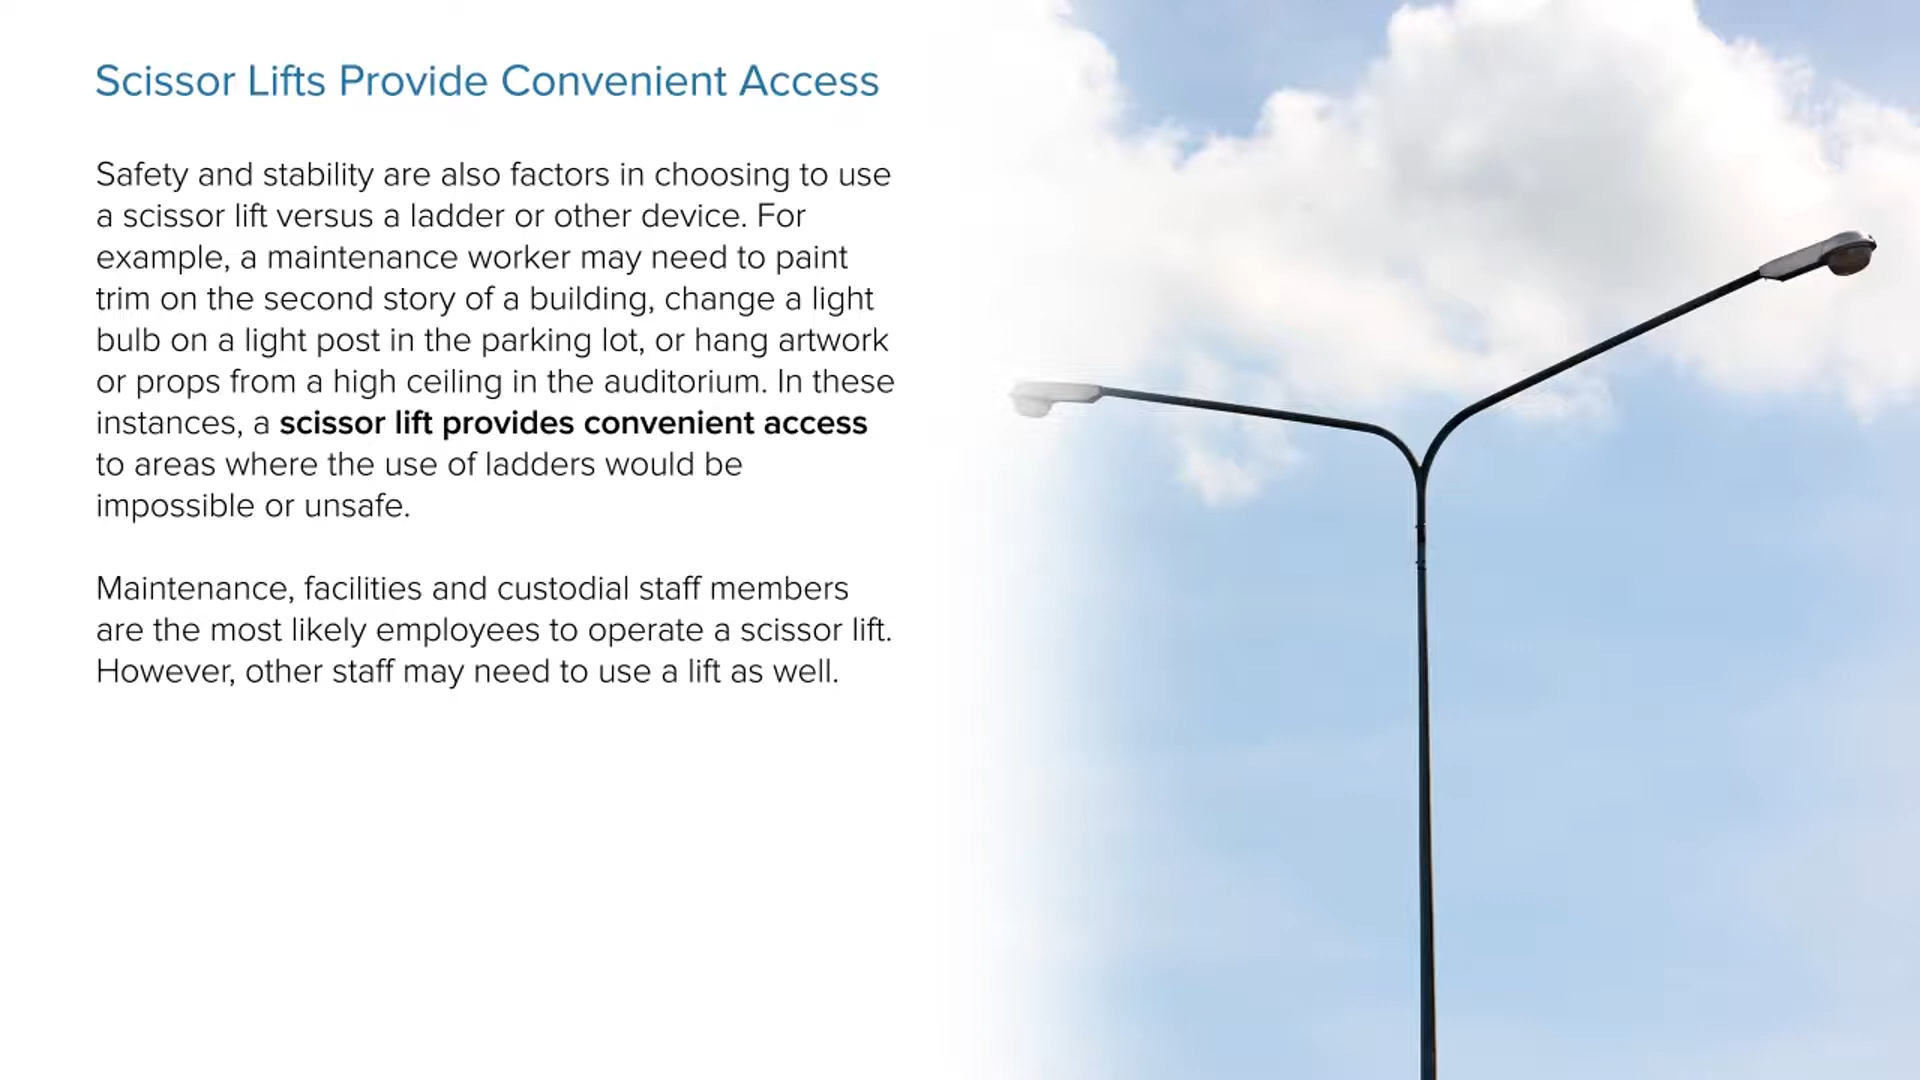 Scissor Lifts Provide Convenient Access
Safety and stability are also factors in choosing to use
a scissor lift versus a ladder or other device. For
example, a maintenance worker may need to paint
trim on the second story of a building, change a light
bulb on a light post in the parking lot, or hang artwork
or props from a high ceiling in the auditorium. In these
instances, a scissor lift provides convenient access
to areas where the use of ladders would be
impossible or unsafe.
Maintenance, facilities and custodial staff members
are the most likely employees to operate a scissor lift.
However, other staff may need to use a lift as well.